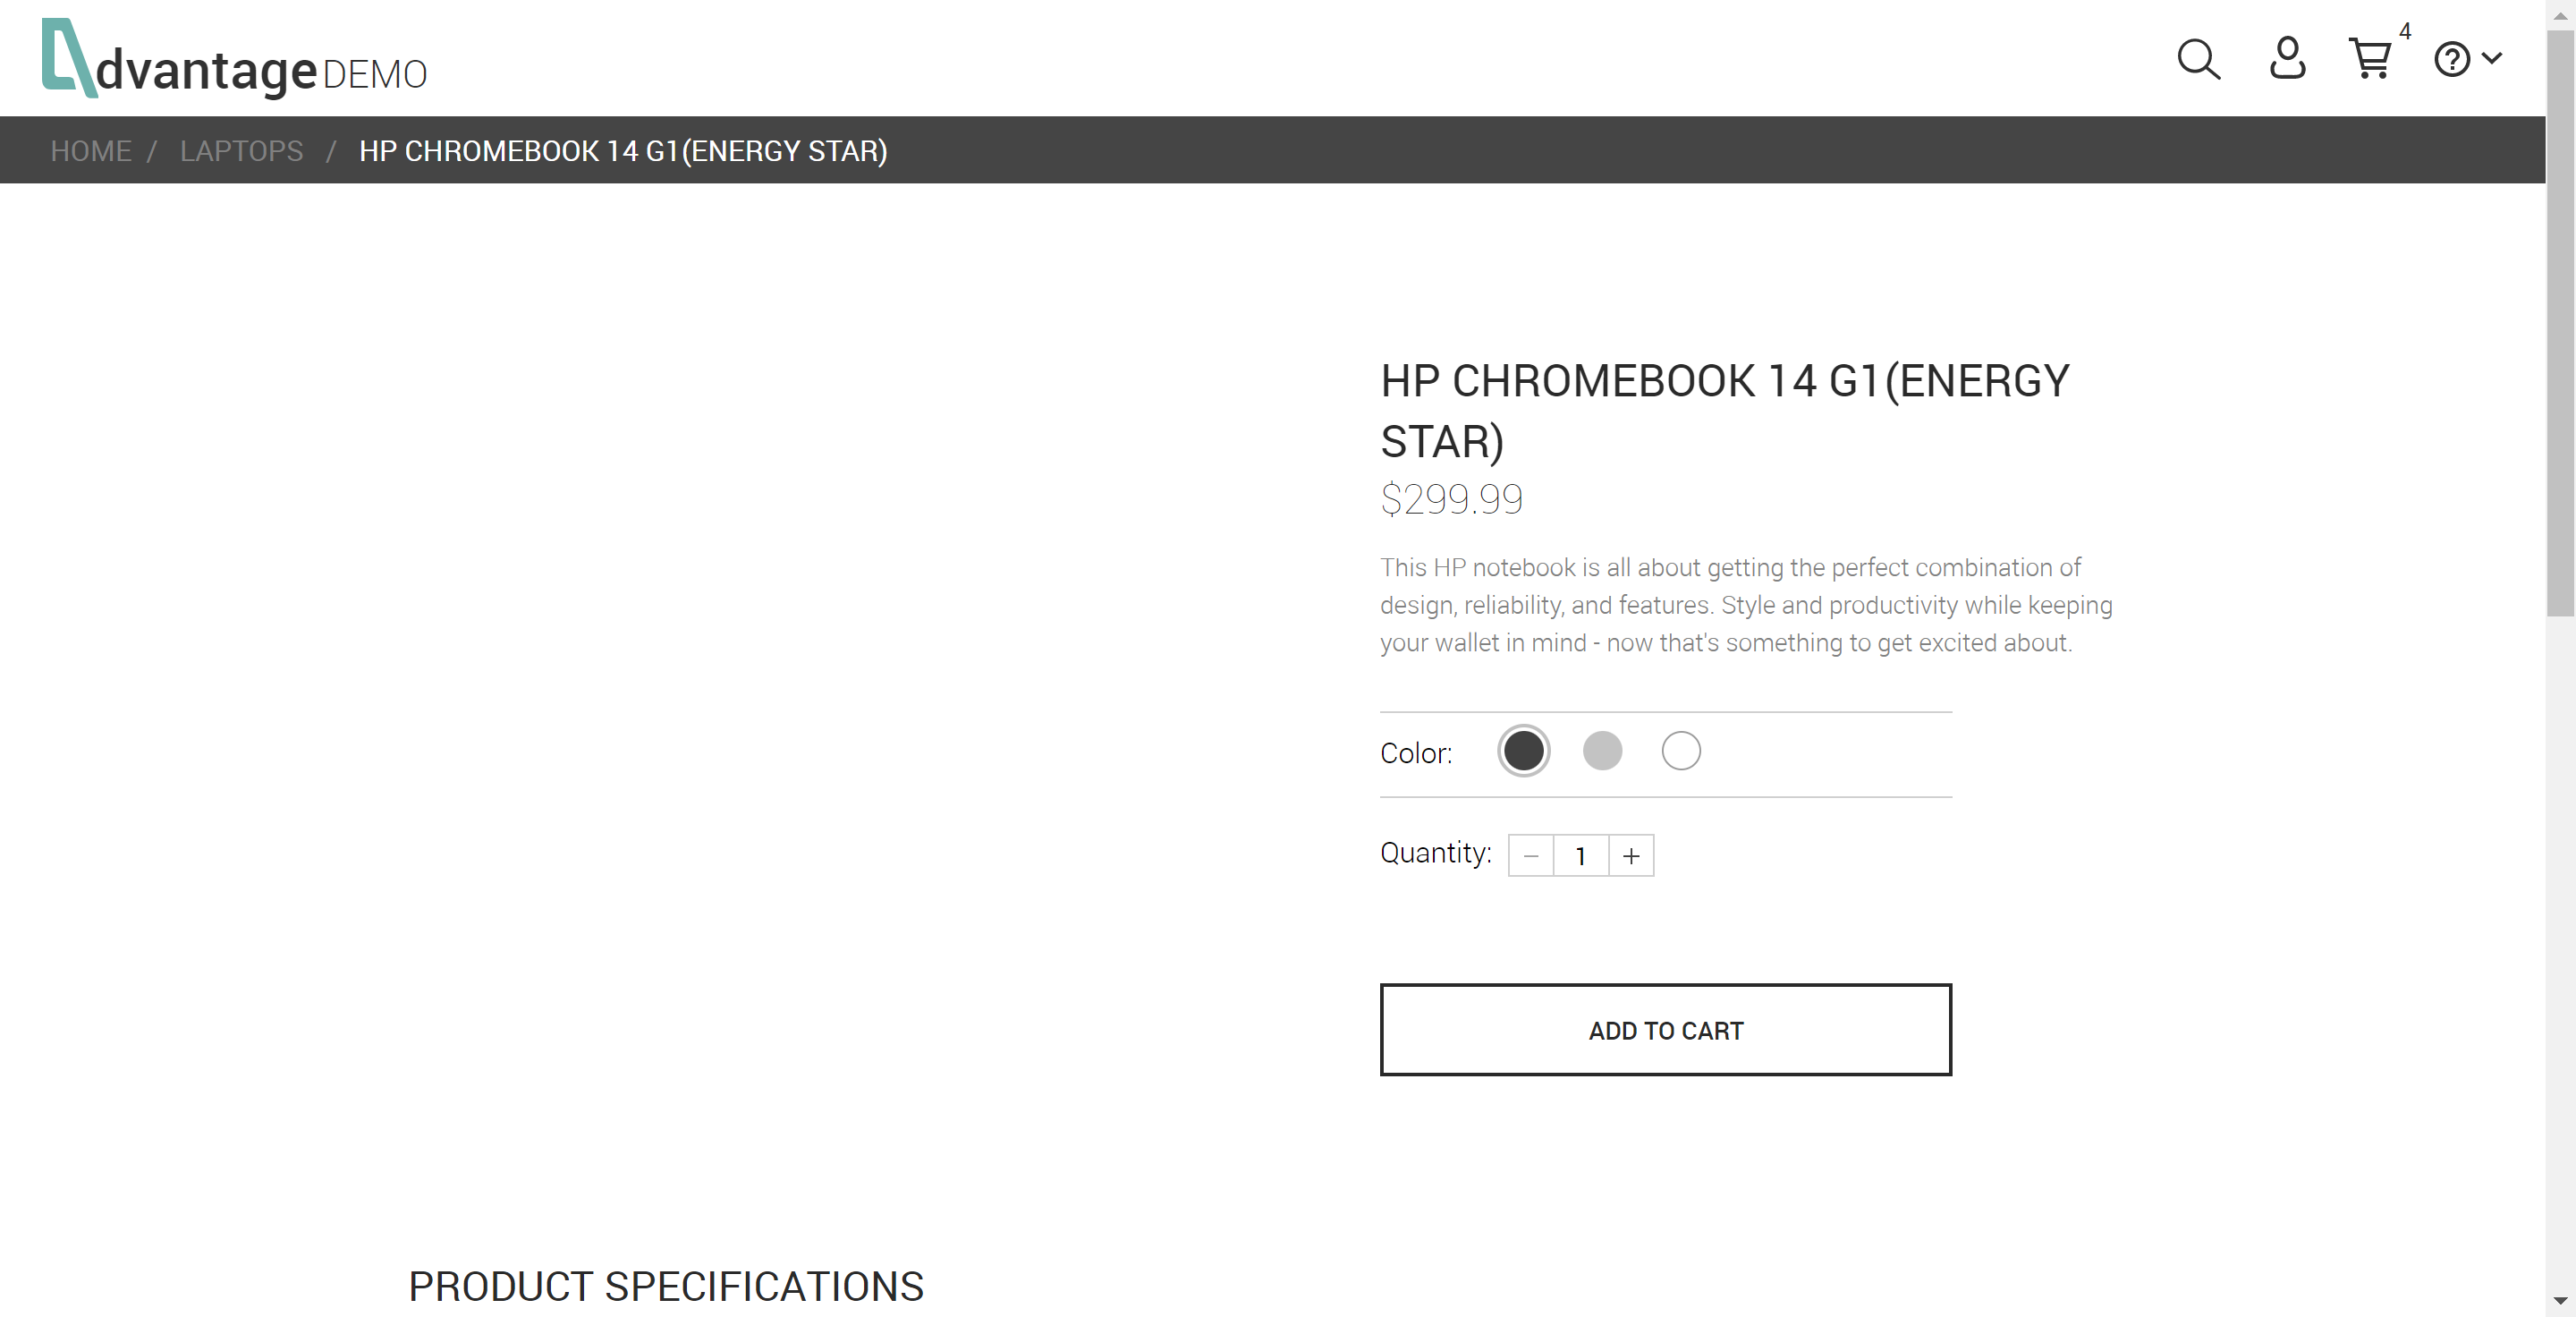 dvantage DEMO
4
HOME / LAPTOPS / HP CHROMEBOOK 14 G1(ENERGY STAR)
HP CHROMEBOOK 14 G1(ENERGY
STAR)
$299.99
This HP notebook is all about getting the perfect combination of
design, reliability, and features. Style and productivity while keeping
your wallet in mind - now that's something to get excited about.
Color:
Quantity: − 1 +
ADD TO CART
PRODUCT SPECIFICATIONS